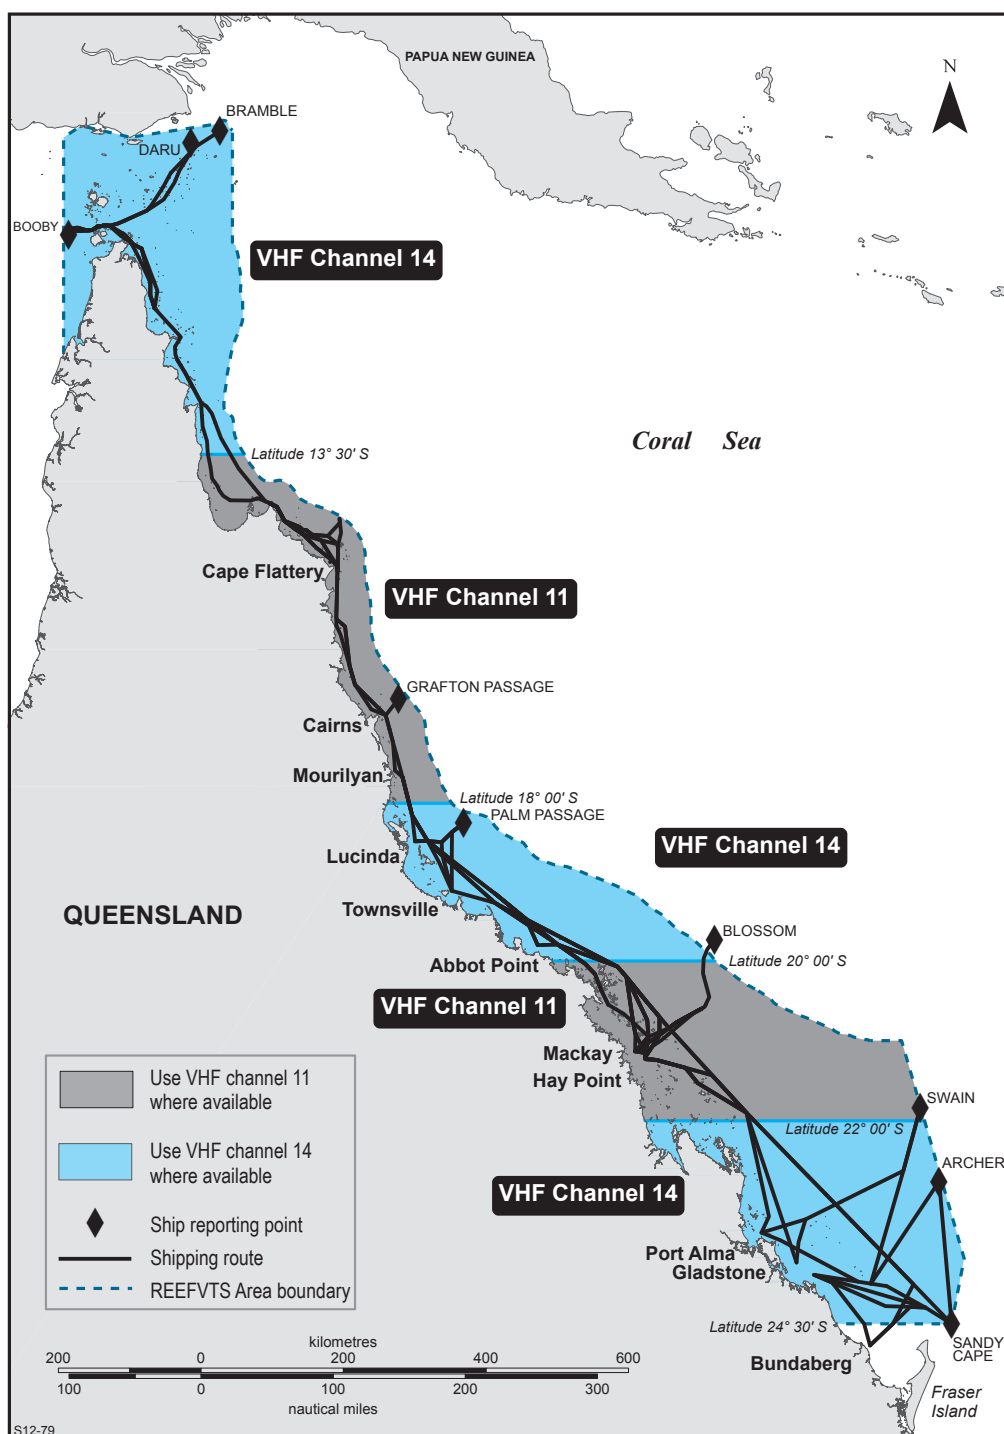 PAPUA NEW GUINEA
N
BRAMBLE
DARU
BOOBY
VHF Channel 14
Coral Sea
Latitude 13° 30' S
Cape Flattery
VHF Channel 11
GRAFTON PASSAGE
Cairns
Mourilyan
Latitude 18° 00' S
PALM PASSAGE
VHF Channel 14
Lucinda
QUEENSLAND
Townsville
BLOSSOM
Latitude 20° 00' S
Abbot Point
VHF Channel 11
Mackay
Hay Point
SWAIN
Latitude 22° 00' S
ARCHER
VHF Channel 14
Port Alma
Gladstone
Latitude 24° 30' S
SANDY
CAPE
Bundaberg
Fraser
Island
Use VHF channel 11
where available
Use VHF channel 14
where available
Ship reporting point
Shipping route
REEFVTS Area boundary
kilometres
200 0 200 400 600
100 0 100 200 300
nautical miles
S12-79